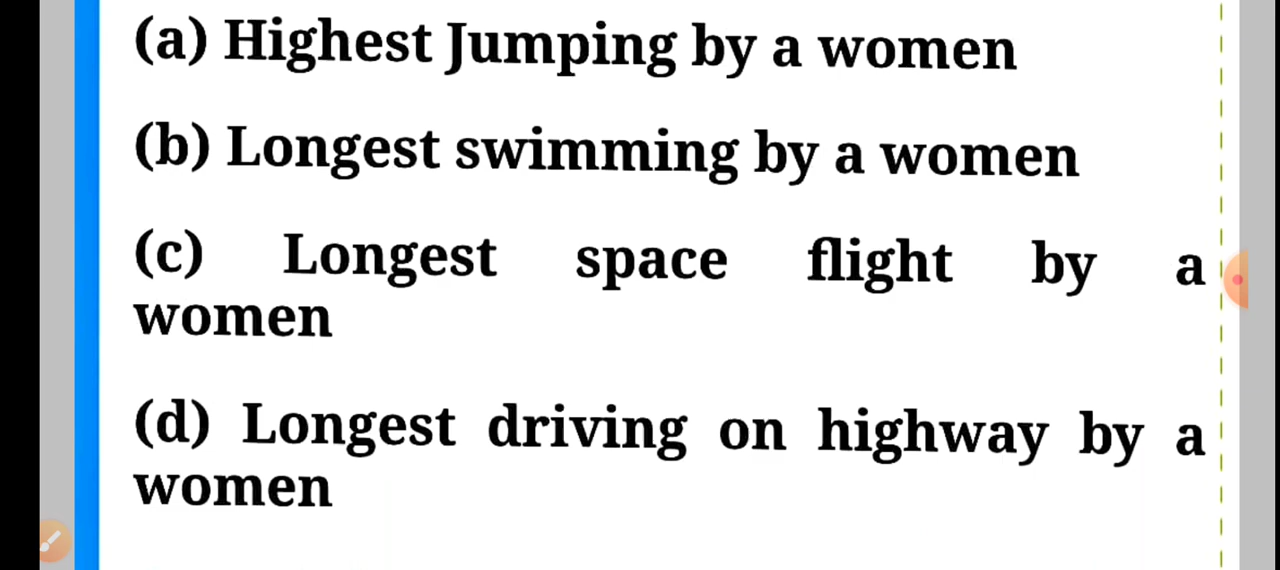 (a) Highest Jumping by a women
(b) Longest swimming by a women
(c) Longest space flight by a
women
(d) Longest driving on highway by a
women